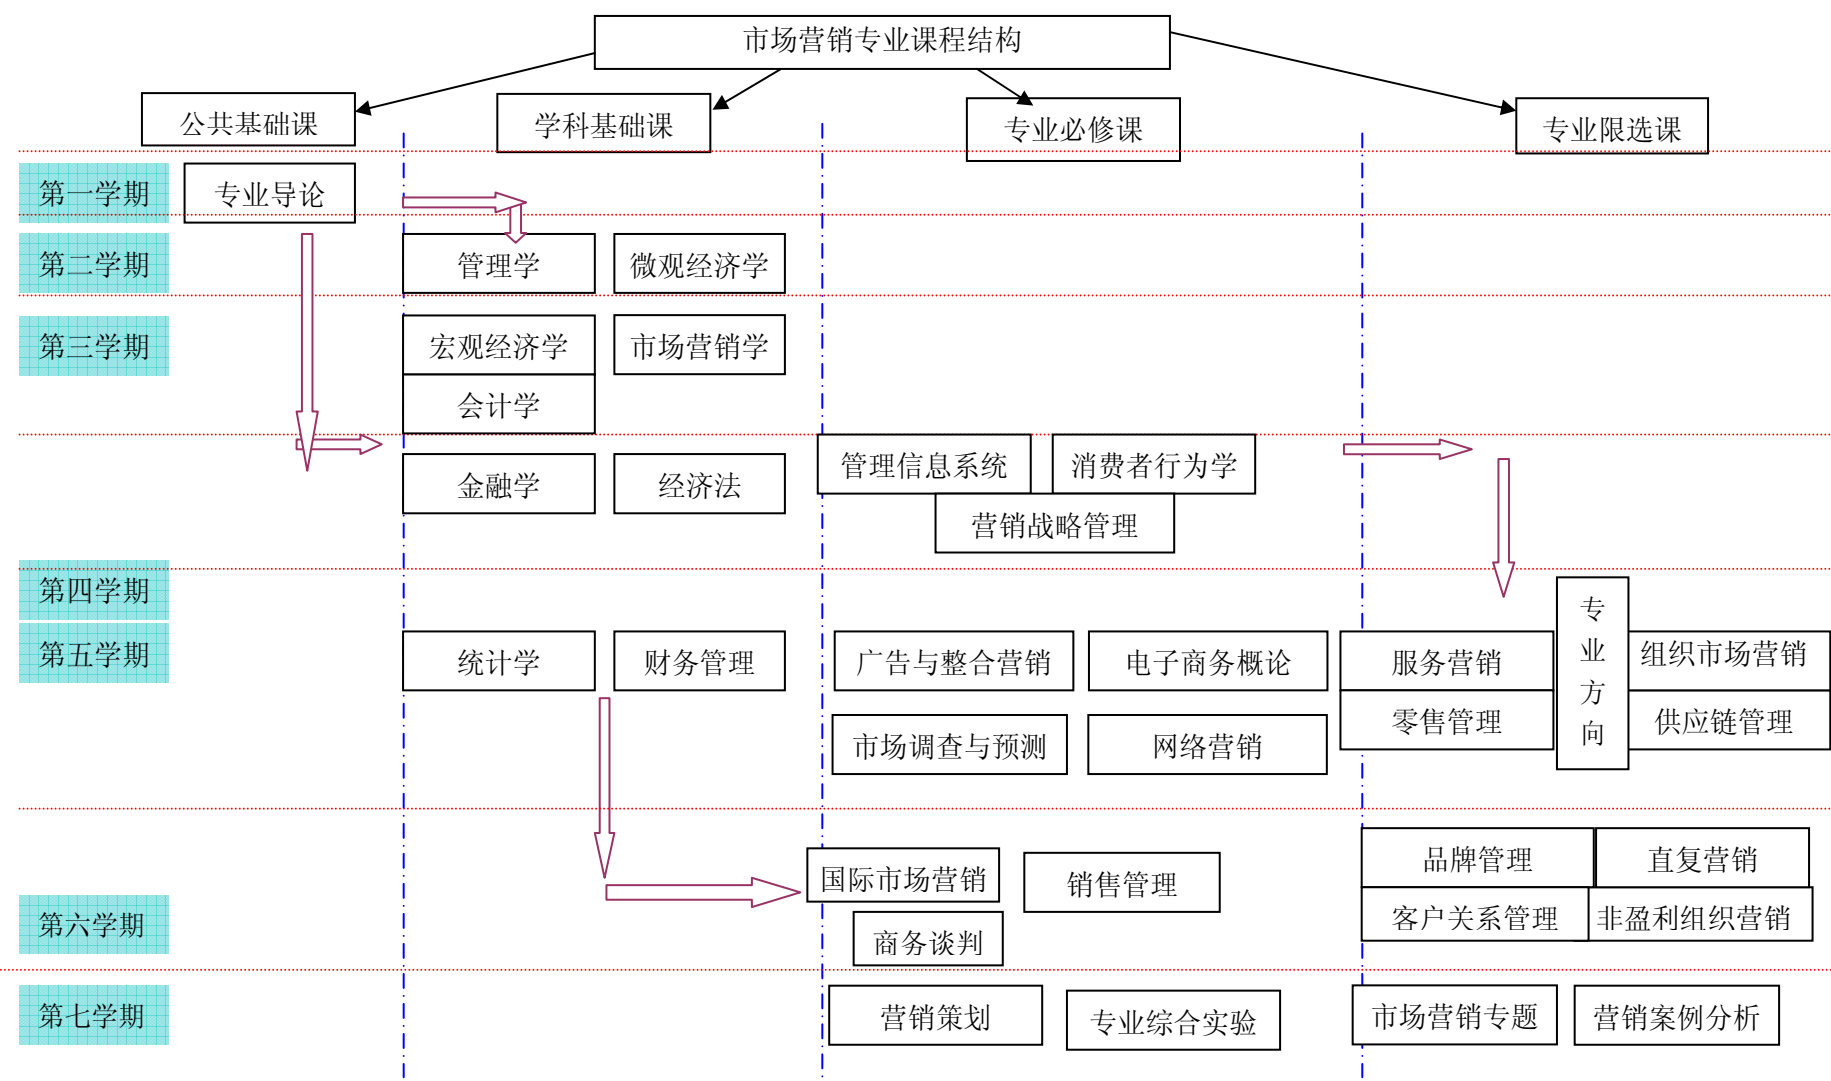 市场营销专业课程结构
公共基础课
学科基础课
专业必修课
专业限选课
第一学期
专业导论
第二学期
管理学
微观经济学
第三学期
宏观经济学
市场营销学
会计学
金融学
经济法
管理信息系统
消费者行为学
营销战略管理
第四学期
第五学期
统计学
财务管理
广告与整合营销
电子商务概论
服务营销
专
业
方
向
组织市场营销
市场调查与预测
网络营销
零售管理
供应链管理
第六学期
国际市场营销
销售管理
商务谈判
品牌管理
直复营销
客户关系管理
非盈利组织营销
第七学期
营销策划
专业综合实验
市场营销专题
营销案例分析